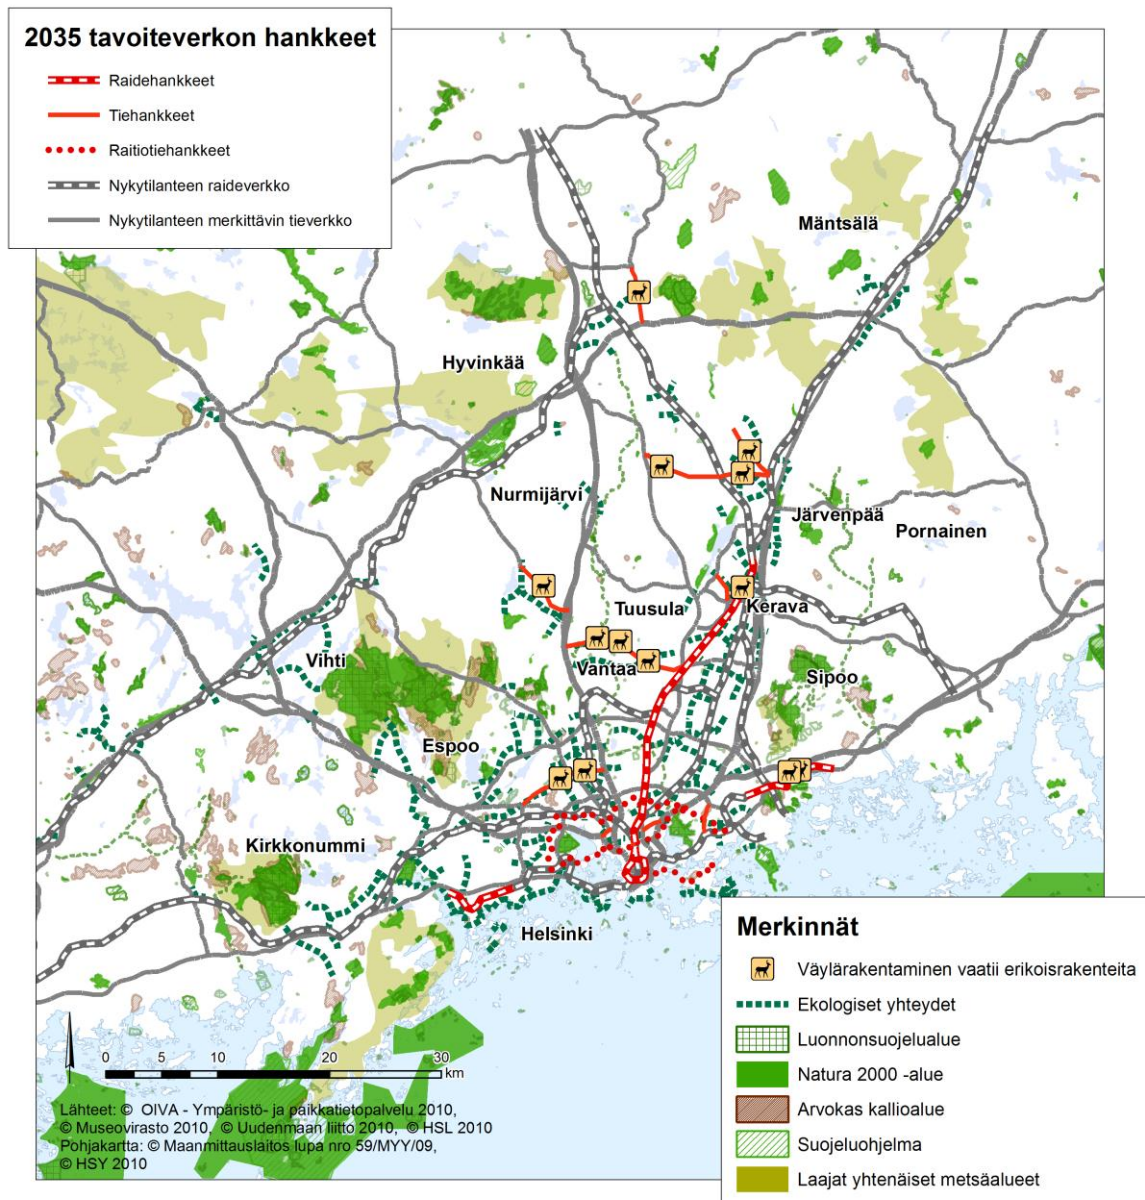 2035 tavoiteverkon hankkeet
Raidehankkeet
Tiehankkeet
Raitiotiehankkeet
Nykytilanteen raideverkko
Nykytilanteen merkittävin tieverkko
Mäntsälä
Hyvinkää
Nurmijärvi
Järvenpää
Pornainen
Tuusula
Kerava
Vihti
Vantaa
Sipoo
Espoo
Kirkkonummi
Helsinki
0 5 10 20 30
km
Lähteet: © OIVA - Ympäristö- ja paikkatietopalvelu 2010,
© Museovirasto 2010, © Uudenmaan liitto 2010, © HSL 2010
Pohjakartta: © Maanmittauslaitos lupa nro 59/MYY/09,
© HSY 2010
Merkinnät
Väylärakentaminen vaatii erikoisrakenteita
Ekologiset yhteydet
Luonnonsuojelualue
Natura 2000 -alue
Arvokas kallioalue
Suojeluohjelma
Laajat yhtenäiset metsäalueet